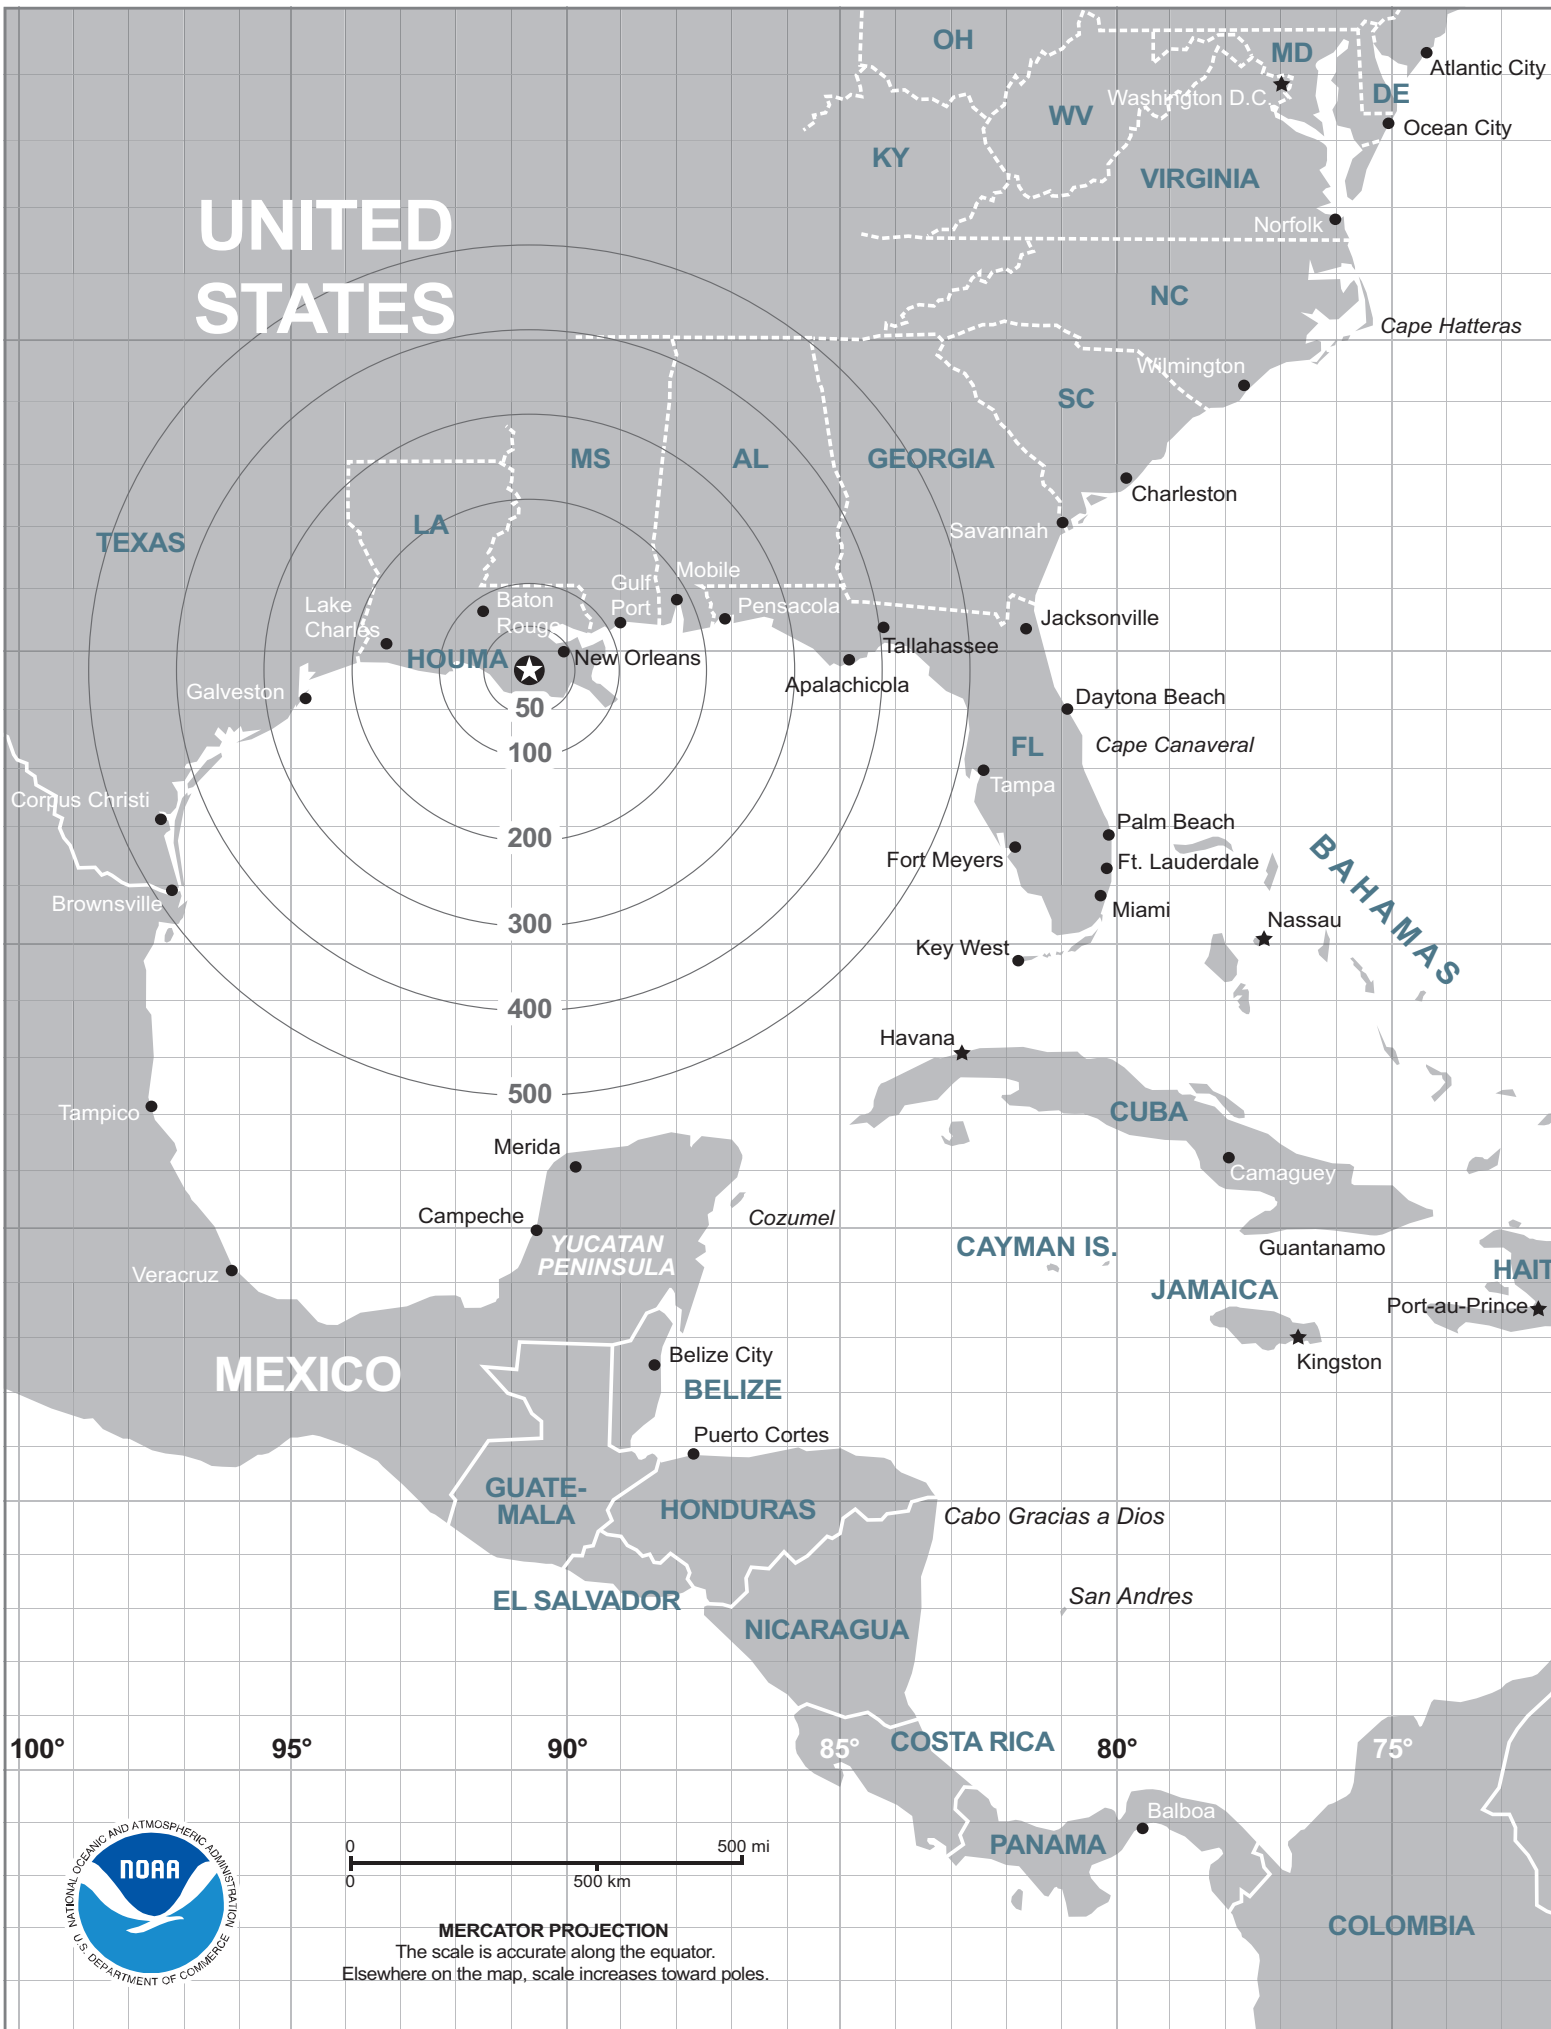 OH
MD
Atlantic City
Washington D.C.
DE
WV
Ocean City
KY
VIRGINIA
UNITED
STATES
Norfolk
NC
Cape Hatteras
Wilmington
SC
MS
AL
GEORGIA
Charleston
LA
TEXAS
Savannah
Mobile
Gulf
Port
Baton
Rouge
Pensacola
Lake
Charles
Jacksonville
Tallahassee
HOUMA
New Orleans
Apalachicola
Galveston
Daytona Beach
50
100
FL
Cape Canaveral
Tampa
Corpus Christi
Palm Beach
200
Fort Meyers
Ft. Lauderdale
BAHAMAS
Brownsville
Miami
Nassau
300
Key West
400
Havana
500
Tampico
CUBA
Merida
Camaguey
Campeche
Cozumel
YUCATAN
PENINSULA
CAYMAN IS.
Guantanamo
Veracruz
HAIT
JAMAICA
Port-au-Prince
Kingston
MEXICO
Belize City
BELIZE
Puerto Cortes
GUATE-
MALA
HONDURAS
Cabo Gracias a Dios
EL SALVADOR
San Andres
NICARAGUA
COSTA RICA
100°
95°
90°
85°
80°
75°
Balboa
PANAMA
NATIONAL OCEANIC AND ATMOSPHERIC ADMINISTRATION
NOAA
U.S. DEPARTMENT OF COMMERCE
0
500 mi
0
500 km
COLOMBIA
MERCATOR PROJECTION
The scale is accurate along the equator.
Elsewhere on the map, scale increases toward poles.